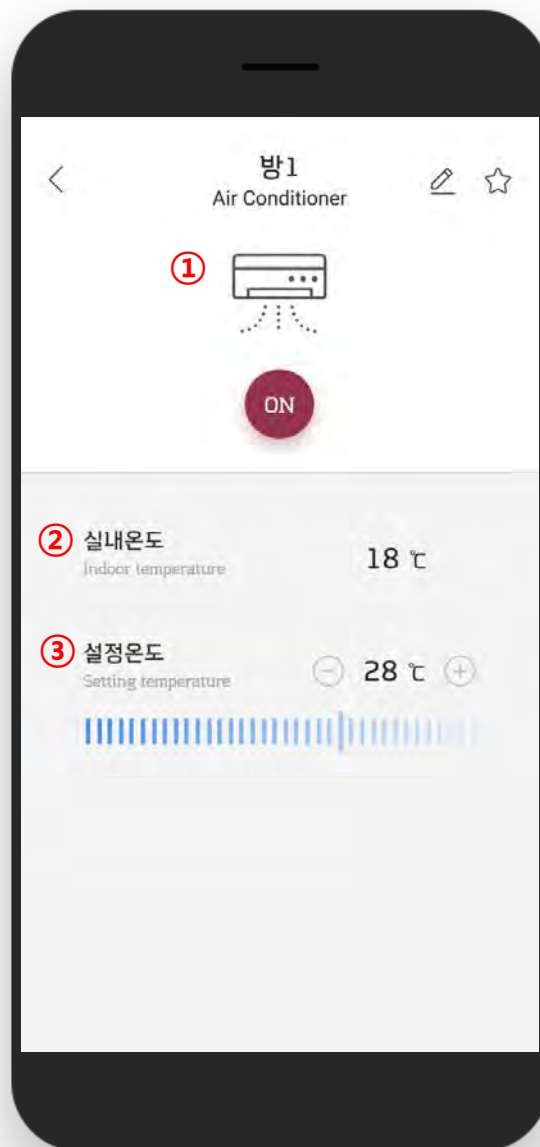 방1
Air Conditioner
①
ON
② 실내온도 18 ℃
Indoor temperature
③ 설정온도 28 ℃
Setting temperature